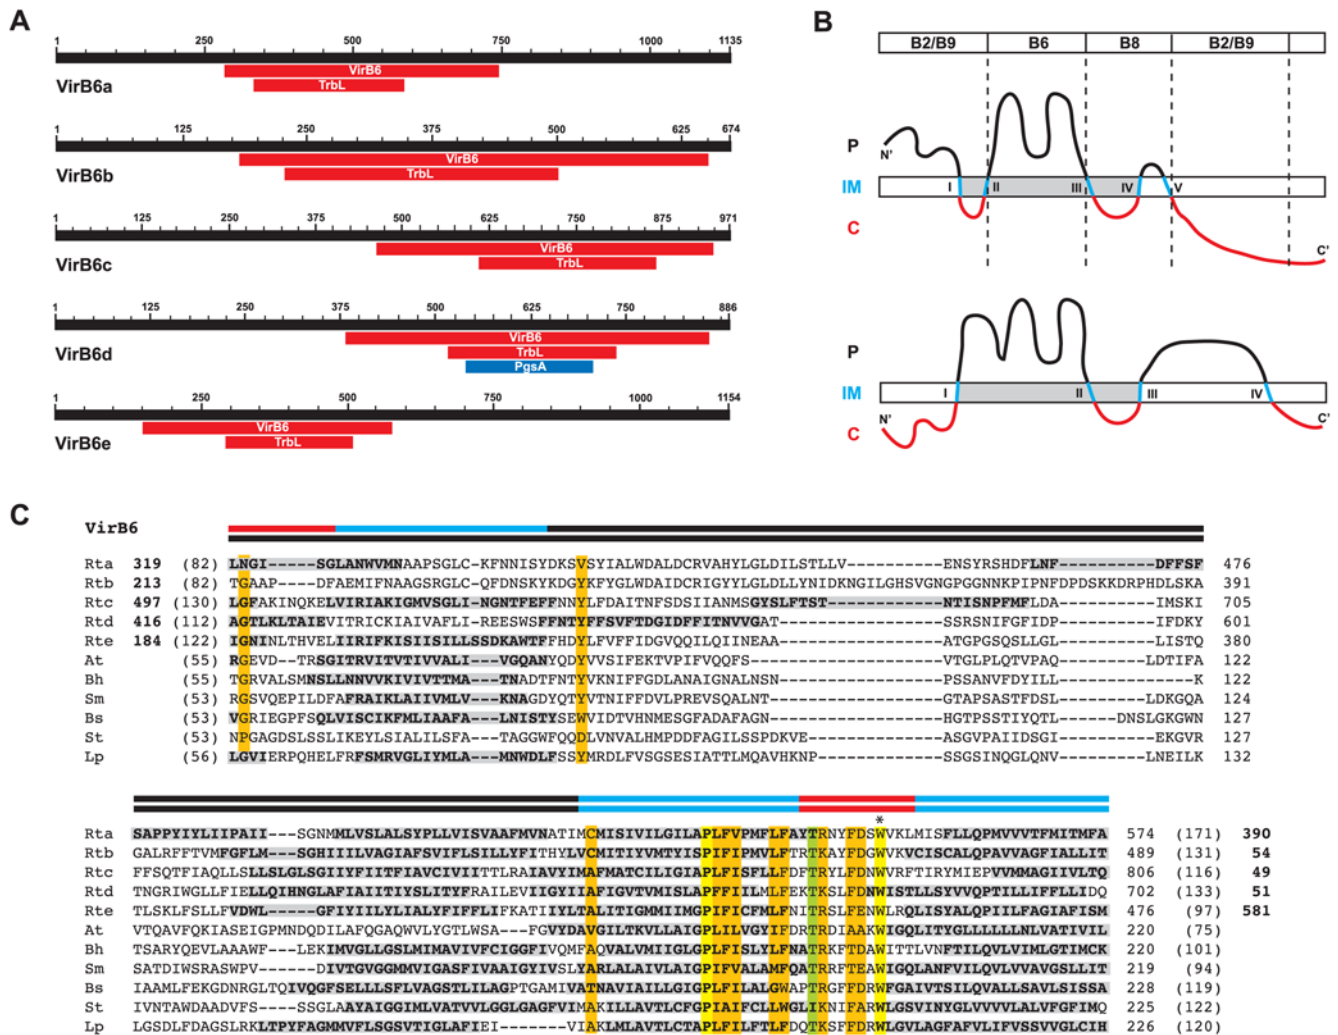 A
1 250 500 750 1000 1135
VirB6
TrbL
VirB6a
1 125 250 375 500 625 674
VirB6
TrbL
VirB6b
1 125 250 375 500 625 750 875 971
VirB6
TrbL
VirB6c
1 125 250 375 500 625 750 886
VirB6
TrbL
PgsA
VirB6d
1 250 500 750 1000 1154
VirB6
TrbL
VirB6e
B
B2/B9 B6 B8 B2/B9
P
N'
IM I II III IV V
C
C'
P
IM I II III IV
N' C'
C
C
VirB6
Rta 319 (82) LNGI-----SGLANWVMNAAPSGLC-KFNNISYDKSVSYIALWDALDCRVAHYLGLDILSTLLV---------ENSYRSHDFLNF-----------DFFSF 476
Rtb 213 (82) TGAAP----DFAEMIFNAAGSRGLC-QFDNSKYKDGYKFYGLWDAIDCRIGYYLGLDLLYNIDKNGILGHSVGNGPGGNNKPIPNFDPDSKKDRPHDLSKA 391
Rtc 497 (130) LGFAKINQKELVIRIAKIGMVSGLI-NGNTFEFFNNYLFDAITNFSDSIIANMSGYSLFTST------------NTISNPFMFLDA----------IMSKI 705
Rtd 416 (112) AGTLKLTAIEVITRICKIAIVAFLI-REESWSFFNTYFFSVFTDGIDFFITNVVGAT-----------------SSRSNIFGFIDP----------IFDKY 601
Rte 184 (122) IGNINLTHVELIIRIFKISIISILLSSDKAWTFFHDYLFVFFIDGVQQILQIINEAA-----------------ATGPGSQSLLGL----------LISTQ 380
At (55) RGEVD--TRSGITRVITVTIVVALI---VGQANYQDYVVSIFEKTVPIFVQQFS--------------------VTGLPLQTVPAQ-------LDTIFA 122
Bh (55) TGRVALSMNSLLNNVVKIVIVTTMA---TNADTFNTYVKNIFFGDLANAIGNALNSN-----------------PSSANVFDYILL------------K 122
Sm (53) RGSVQEPILDFAFRAIKLAIIVMLV---KNAGDYQTYVTNIFFDVLPREVSQALNT------------------GTAPSASTFDSL------LDKGQA 124
Bs (53) VGRIEGPFSQLVISCIKFMLIAAFA---LNISTYSEWVIDTVHNMESGFADAFAGN------------------HGTPSSTIYQTL---DNSLGKGWN 127
St (53) NPGAGDSLSSLIKEYLSIALILSFA---TAGGWFQQDLVNVALHMPDDFAGILSSPDKVE--------------ASGVPAIIDSGI--------EKGVR 127
Lp (56) LGVIERPQHELFRFSMRVGLIYMLA---MNWDLFSSYMRDLFVSGSESISATTLMQAVHKNP------------SSGSINQGLQNV------LNEILK 132
*
Rta SAPPYIYLIIPAII---SGNMMLVSLALSYPLLVISVAAFMVNATIMCMISIVILGILAPLFVPMFLFAYTRNYFDSWVKLMISFLLQPMVVVTFMITMFA 574 (171) 390
Rtb GALRFFTVMFGFLM---SGHIIILVAGIAFSVIFLSILLYFITHYLVCMITIYVMTYISPIFIPMVLFTRTKAYFDGWVKVCISCALQPAVVAGFIALLIT 489 (131) 54
Rtc FFSQTFIAQLLSLLSLGLSGIIYFITFIAVCIVIITTLRAIAVYIMAFMATCILIGIAPLFISFLLFDFTRYLFDNWVRFTIRYMIEPVVMMAGIIVLTQ 806 (116) 49
Rtd TNGRIWGLLFIELLQIHNGLAFIAIITYISLITYFRAILEVIIAYVIAFIGVTVMISLAPFFIILMLFEKTKSLFDNWISTLLSYVVQPTILLIFFLLIDQ 702 (133) 51
Rte TLSKLFSLLFVDWL------GFIYYILYLIALYFIFFLIFKATIIYLTALITIGMMIIMGPIFICFMLFNITRSLFENWLRQLISYALQPIILFAGIAFISM 476 (97) 581
At VTQAVFQKIASEIGPMNDQDILAFQGAQWVLYGTLWSA---FGVVYDAVGILTKVLLAIGPLILVGYIFDRTRDIAAKWIGQLITYGLLLLLNLVATIVIL 220 (75)
Bh TSARYQEVLAAAWF---LEKIMVGLLGSLMIMAVIVFCIGGFIVQMFAQVALVMIIGLGPLFISLYLFNATRKFTDAWITTLVNFTILQVLVIMLGTIMCK 220 (101)
Sm SATDIWSRASWPV-----DIVTGVGGMMVIGASFIVAAIGYIVSLYARLALAIVLAIGPIFVALAMFQATRRFTEAWIGQLANFVILQVLVVAVGSLLIT 219 (94)
Bs IAAMLFEKGDNRGLTQIVQGFSELLSFLVAGSTLILAGPTGAMIVATNAVIAILLGIGPLFILALGWAPTRGFFDRWFGAIVTSILQVALLSAVLSISSA 228 (119)
St IVNTAWDAADVFS-----SGLAAYAIGGIMLVATVVLGGLGAGFVIMAKILLAVTLCFGPIAIFCLLWGLIKNIFARWLGSVINYGLVVVVLALVFGFIMQ 225 (122)
Lp LGSDLFDAGSLRKLTPYFAGMMVFLSGSVTIGLAFIEI-------VIAKLMLAVTLCTAPLFILFTLFDQTKSFFDRWLGVLAGFAFVLIFVSSVVGLCIH 226 (120)